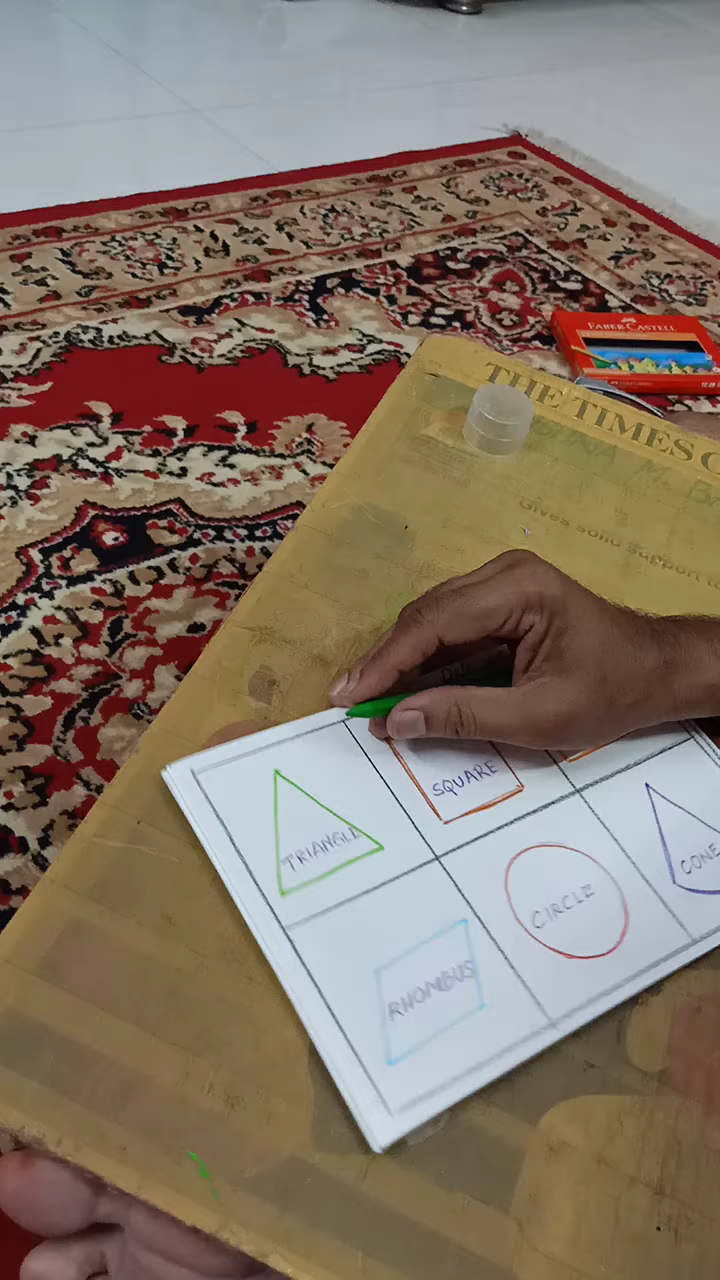 FABER-CASTELL
THE TIMES
Gives solid support
SQUARE
TRIANGLE
CONE
CIRCLE
RHOMBUS